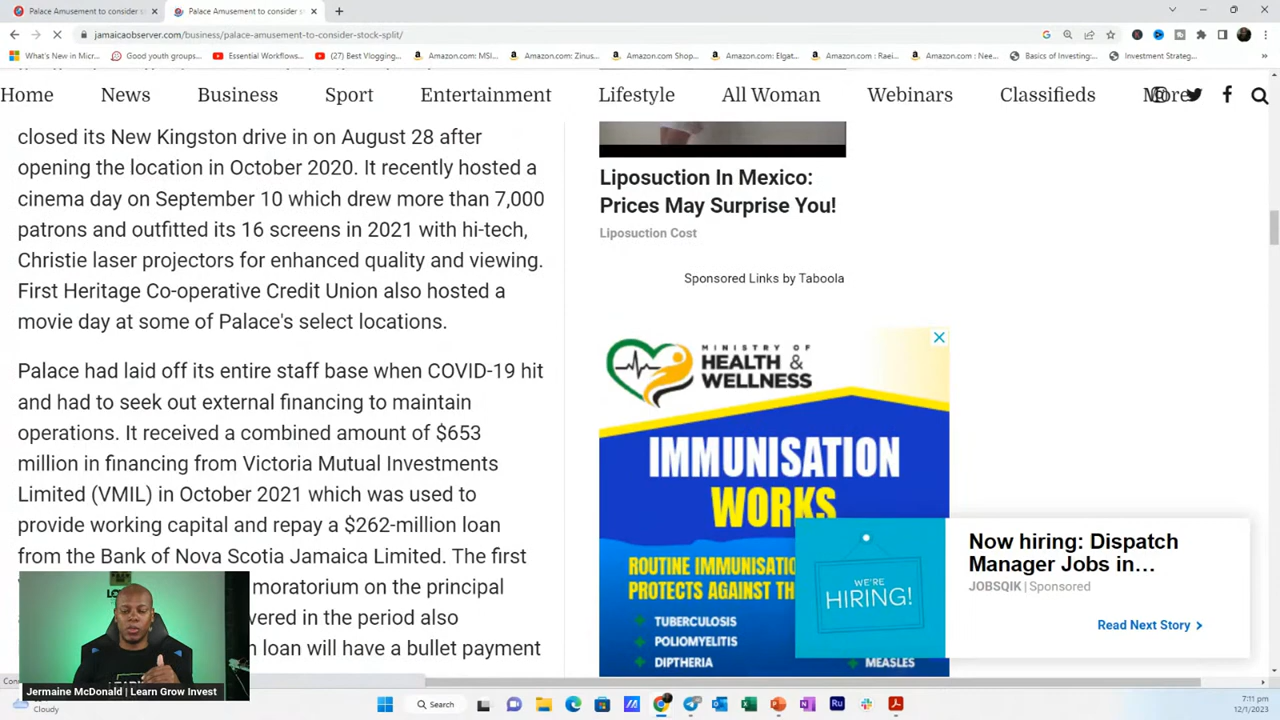 Palace Amusement to consider s
Palace Amusement to consider s
jamaicaobserver.com/business/palace-amusement-to-consider-stock-split/
What's New in Micr...
Good youth groups...
Essential Workflows...
(27) Best Vlogging...
Amazon.com: MSI...
Amazon.com: Zinus...
Amazon.com Shop...
Amazon.com: Elgat...
Amazon.com : Raei...
Amazon.com : Nee...
Basics of Investing:...
Investment Strateg...
Home
News
Business
Sport
Entertainment
Lifestyle
All Woman
Webinars
Classifieds
More
closed its New Kingston drive in on August 28 after
opening the location in October 2020. It recently hosted a
cinema day on September 10 which drew more than 7,000
patrons and outfitted its 16 screens in 2021 with hi-tech,
Christie laser projectors for enhanced quality and viewing.
First Heritage Co-operative Credit Union also hosted a
movie day at some of Palace's select locations.
Palace had laid off its entire staff base when COVID-19 hit
and had to seek out external financing to maintain
operations. It received a combined amount of $653
million in financing from Victoria Mutual Investments
Limited (VMIL) in October 2021 which was used to
provide working capital and repay a $262-million loan
from the Bank of Nova Scotia Jamaica Limited. The first
moratorium on the principal
vered in the period also
loan will have a bullet payment
Liposuction In Mexico:
Prices May Surprise You!
Liposuction Cost
Sponsored Links by Taboola
MINISTRY OF
HEALTH &
WELLNESS
IMMUNISATION
WORKS
ROUTINE IMMUNISATIO
PROTECTS AGAINST TH
TUBERCULOSIS
POLIOMYELITIS
DIPTHERIA
MEASLES
WE'RE
HIRING!
Now hiring: Dispatch
Manager Jobs in...
JOBSQIK | Sponsored
Read Next Story
Jermaine McDonald | Learn Grow Invest
Cloudy
Search
Ru
7:11 pm
12/1/2023